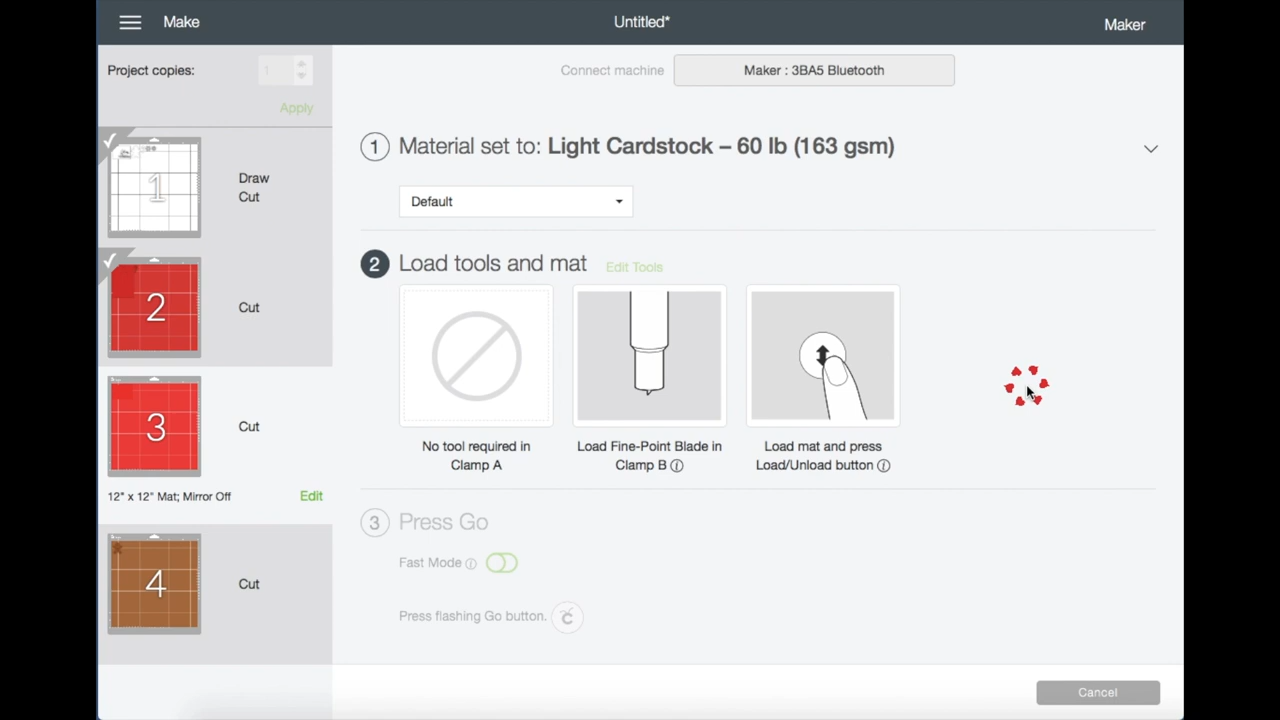 Make
Untitled*
Maker
Project copies:
1
Apply
Connect machine
Maker : 3BA5 Bluetooth
1
Draw
Cut
2
Cut
3
Cut
12" x 12" Mat; Mirror Off
Edit
4
Cut
1
Material set to: Light Cardstock – 60 lb (163 gsm)
Default
2
Load tools and mat
Edit Tools
No tool required in
Clamp A
Load Fine-Point Blade in
Clamp B i
Load mat and press
Load/Unload button i
3
Press Go
Fast Mode i
Press flashing Go button.
Cancel